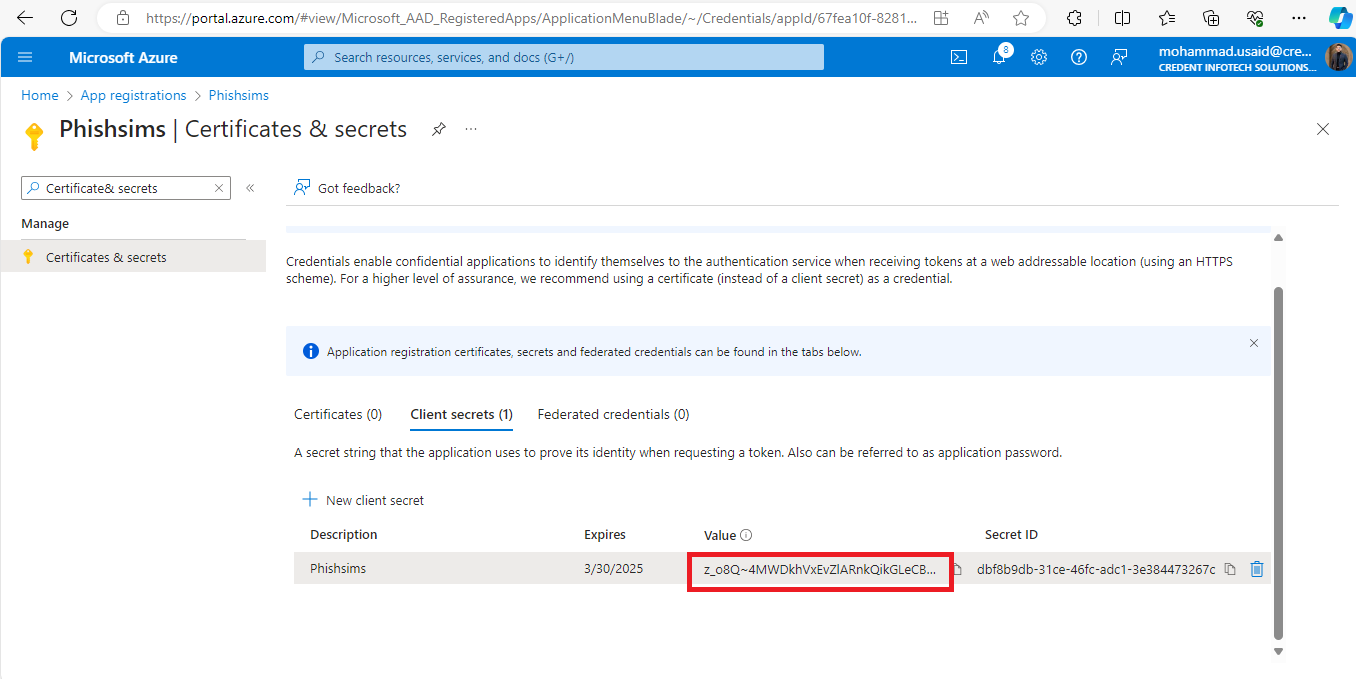 https://portal.azure.com/#view/Microsoft_AAD_RegisteredApps/ApplicationMenuBlade/~/Credentials/appId/67fea10f-8281...
Microsoft Azure
Search resources, services, and docs (G+/)
8
mohammad.usaid@cre...
CREDENT INFOTECH SOLUTIONS...
Home > App registrations > Phishsims
Phishsims | Certificates & secrets
Certificate& secrets
Got feedback?
Manage
Certificates & secrets
Credentials enable confidential applications to identify themselves to the authentication service when receiving tokens at a web addressable location (using an HTTPS
scheme). For a higher level of assurance, we recommend using a certificate (instead of a client secret) as a credential.
Application registration certificates, secrets and federated credentials can be found in the tabs below.
Certificates (0) Client secrets (1) Federated credentials (0)
A secret string that the application uses to prove its identity when requesting a token. Also can be referred to as application password.
New client secret
Description Expires Value Secret ID
Phishsims 3/30/2025 z_o8Q~4MWDkhVxEvZlARnkQikGLeCB... dbf8b9db-31ce-46fc-adc1-3e384473267c